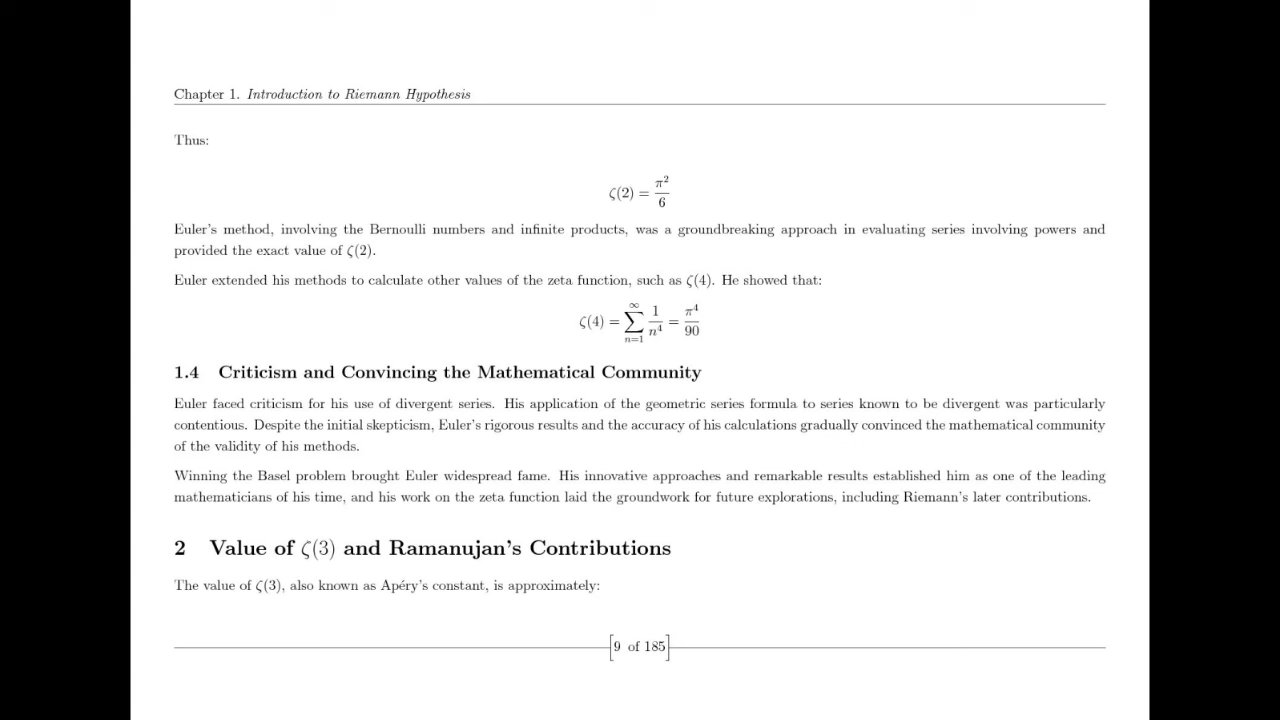 Chapter 1. Introduction to Riemann Hypothesis
Thus:
ζ(2) = π²/6
Euler's method, involving the Bernoulli numbers and infinite products, was a groundbreaking approach in evaluating series involving powers and
provided the exact value of ζ(2).
Euler extended his methods to calculate other values of the zeta function, such as ζ(4). He showed that:
ζ(4) = ∑_{n=1}^{∞} 1/n⁴ = π⁴/90
1.4 Criticism and Convincing the Mathematical Community
Euler faced criticism for his use of divergent series. His application of the geometric series formula to series known to be divergent was particularly
contentious. Despite the initial skepticism, Euler's rigorous results and the accuracy of his calculations gradually convinced the mathematical community
of the validity of his methods.
Winning the Basel problem brought Euler widespread fame. His innovative approaches and remarkable results established him as one of the leading
mathematicians of his time, and his work on the zeta function laid the groundwork for future explorations, including Riemann's later contributions.
2 Value of ζ(3) and Ramanujan's Contributions
The value of ζ(3), also known as Apéry's constant, is approximately:
[9 of 185]